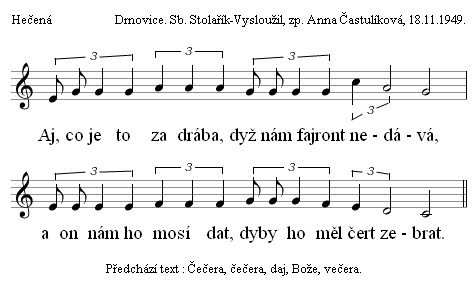 Hečená Drnovice. Sb. Stolařík-Vysloužil, zp. Anna Častulíková, 18.11.1949.
3 3 3 3
Aj, co je to za drába, dyž nám fajront ne - dá - vá,
3 3 3 3
a on nám ho mosí dat, dyby ho měl čert ze - brat.
Předchází text : Čečera, čečera, daj, Bože, večera.